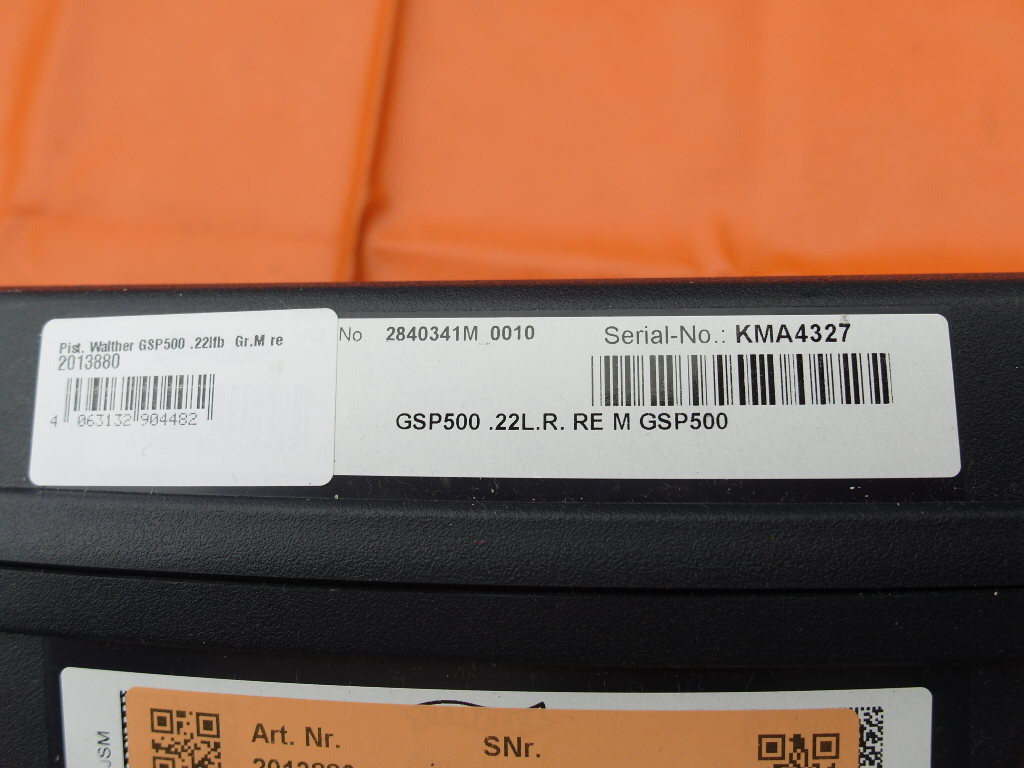 Pist. Walther GSP500 .22lfb Gr.M re
2013880
4 063132 904482
No 2840341M 0010
Serial-No.: KMA4327
GSP500 .22L.R. RE M GSP500
Art. Nr.
SNr.